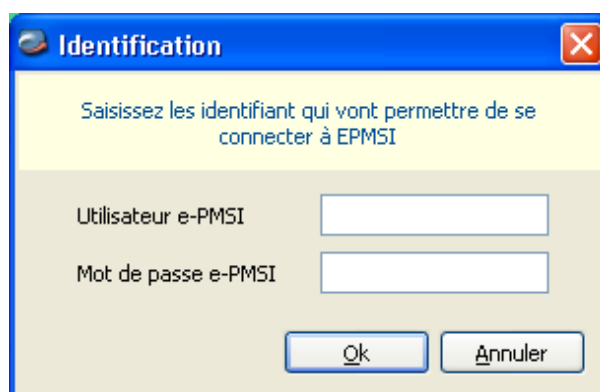 Identification
Saisissez les identifiant qui vont permettre de se
connecter à EPMSI
Utilisateur e-PMSI
Mot de passe e-PMSI
Ok
Annuler